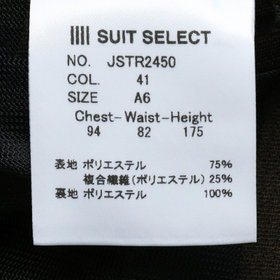 SUIT SELECT
NO. JSTR2450
COL. 41
SIZE A6
Chest-Waist-Height
94 82 175
表地 ポリエステル 75%
複合繊維(ポリエステル) 25%
裏地 ポリエステル 100%